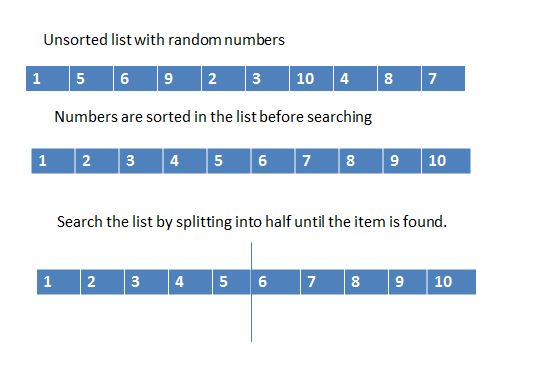 Unsorted list with random numbers
1 5 6 9 2 3 10 4 8 7
Numbers are sorted in the list before searching
1 2 3 4 5 6 7 8 9 10
Search the list by splitting into half until the item is found.
1 2 3 4 5 6 7 8 9 10